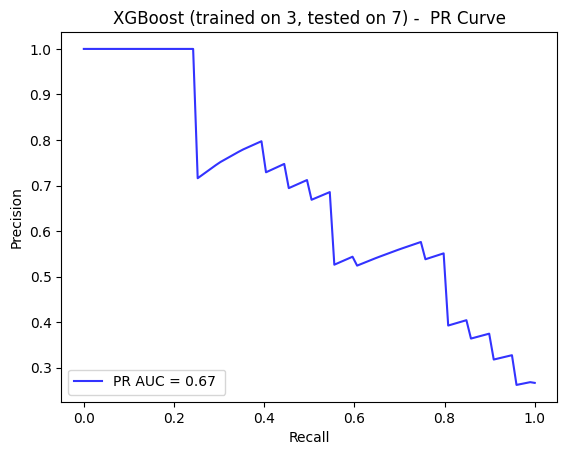 XGBoost (trained on 3, tested on 7) -  PR Curve
1.0
0.9
0.8
0.7
0.6
0.5
0.4
0.3
Precision
PR AUC = 0.67
0.0 0.2 0.4 0.6 0.8 1.0
Recall